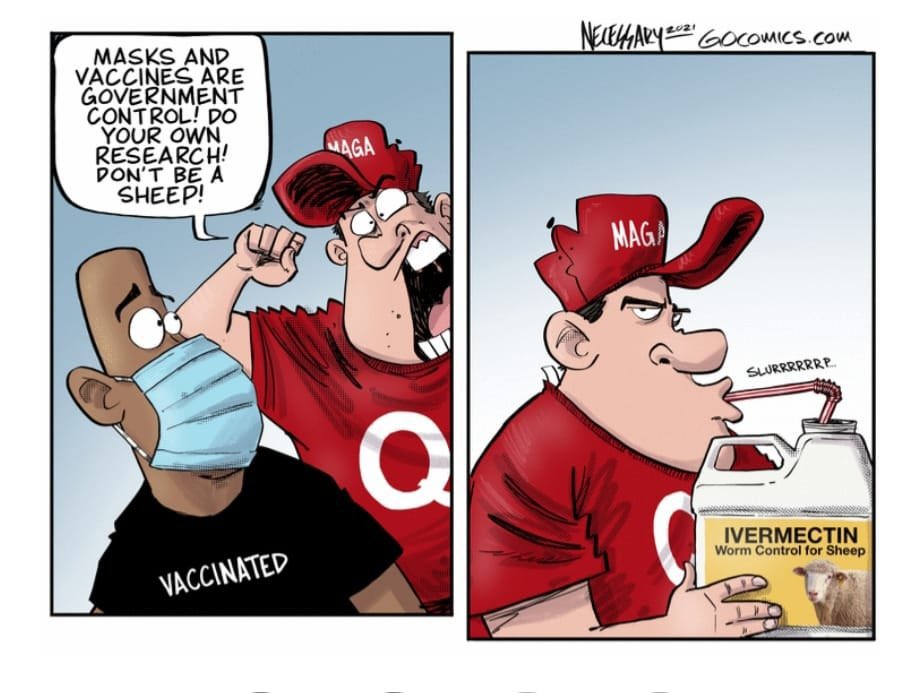 NECESSARY 2021 GOCOMICS.COM
MASKS AND
VACCINES ARE
GOVERNMENT
CONTROL! DO
YOUR OWN
RESEARCH!
DON'T BE A
SHEEP!
MAGA
Q
VACCINATED
MAGA
SLURRRRRRP...
Q
IVERMECTIN
Worm Control for Sheep